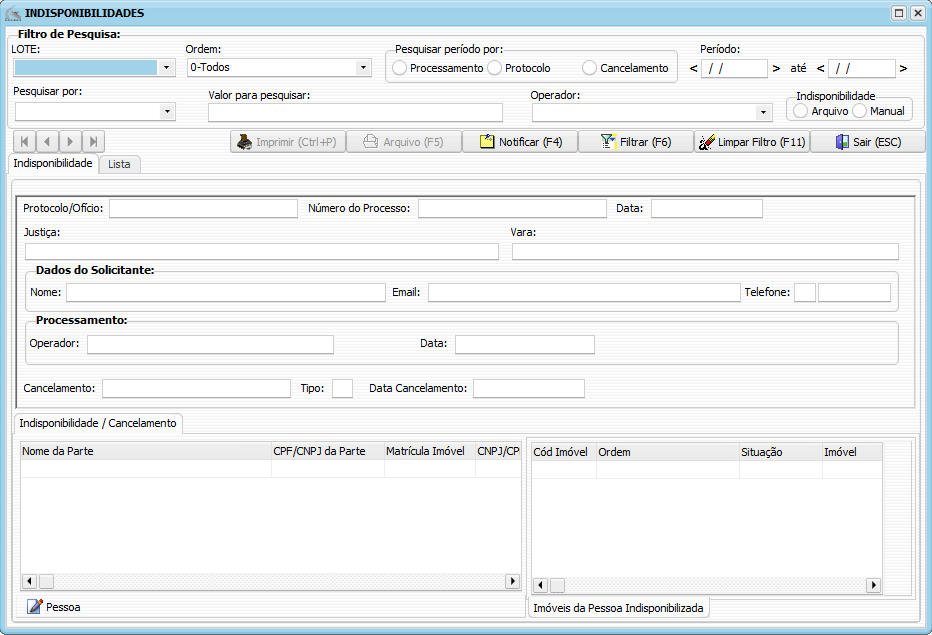 INDISPONIBILIDADES
Filtro de Pesquisa:
LOTE: Ordem: Pesquisar período por: Período:
0-Todos Processamento Protocolo Cancelamento < / / > até < / / >
Pesquisar por: Valor para pesquisar: Operador: Indisponibilidade
Arquivo Manual
Imprimir (Ctrl+P) Arquivo (F5) Notificar (F4) Filtrar (F6) Limpar Filtro (F11) Sair (ESC)
Indisponibilidade Lista
Protocolo/Ofício: Número do Processo: Data:
Justiça: Vara:
Dados do Solicitante:
Nome: Email: Telefone:
Processamento:
Operador: Data:
Cancelamento: Tipo: Data Cancelamento:
Indisponibilidade / Cancelamento
Nome da Parte CPF/CNPJ da Parte Matrícula Imóvel CNPJ/CP Cód Imóvel Ordem Situação Imóvel
Pessoa Imóveis da Pessoa Indisponibilizada